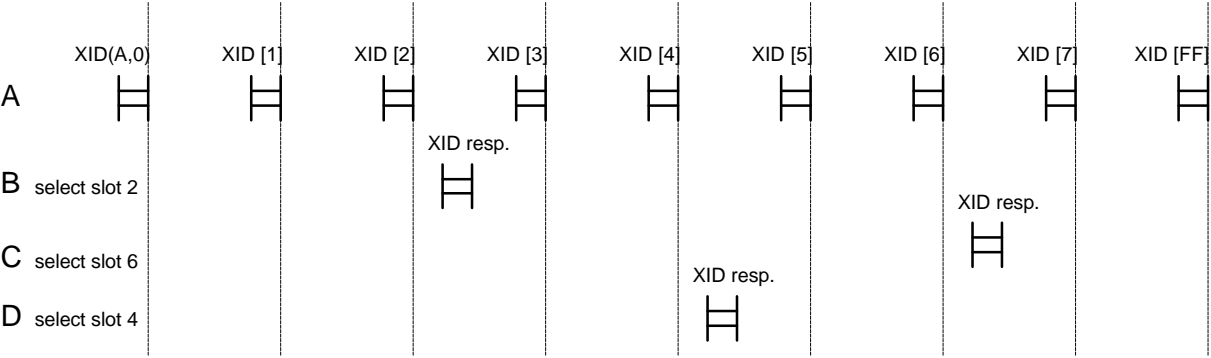 XID(A,0) XID [1] XID [2] XID [3] XID [4] XID [5] XID [6] XID [7] XID [FF]
A
XID resp.
B select slot 2
XID resp.
C select slot 6
XID resp.
D select slot 4